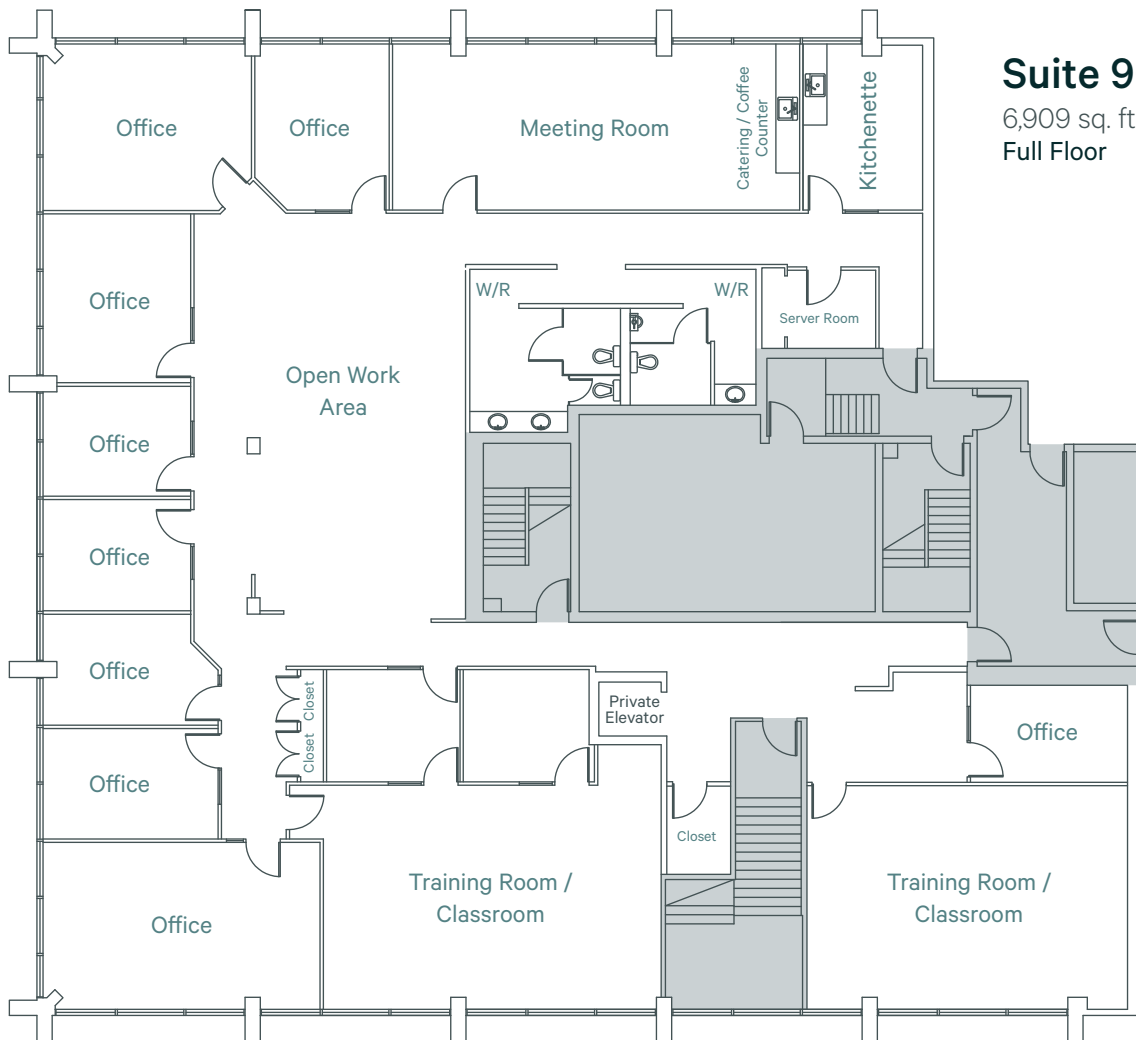 Suite 9
6,909 sq. ft
Full Floor
Office
Office
Meeting Room
Catering / Coffee
Counter
Kitchenette
Office
W/R
W/R
Server Room
Open Work
Area
Office
Office
Office
Closet
Closet
Private
Elevator
Office
Office
Closet
Training Room /
Classroom
Training Room /
Classroom
Office